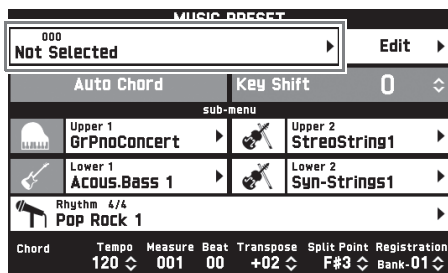 MUSIC PRESET
000
Not Selected
Edit
Auto Chord
Key Shift 0
sub-menu
Upper 1
GrPnoConcert
Upper 2
StreoString1
Lower 1
Acous.Bass 1
Lower 2
Syn-Strings1
Rhythm 4/4
Pop Rock 1
Chord Tempo Measure Beat Transpose Split Point Registration
120 001 00 +02 F#3 Bank-01